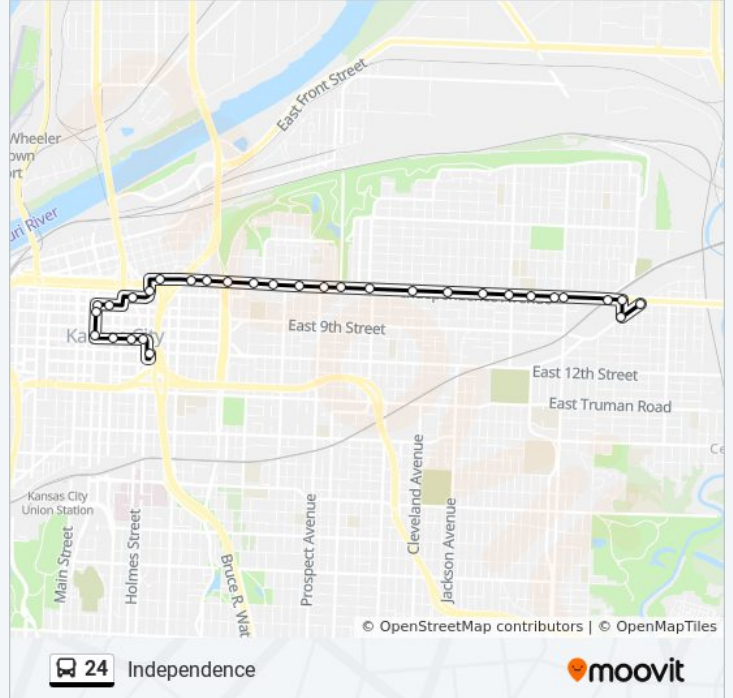 East Front Street
Wheeler
own
rt
uri River
East 9th Street
Ka
City
East 12th Street
East Truman Road
Ce
Kansas City
Union Station
Main Street
Holmes Street
Prospect Avenue
Cleveland Avenue
Jackson Avenue
Bruce R. Wat
© OpenStreetMap contributors | © OpenMapTiles
24 Independence
moovit